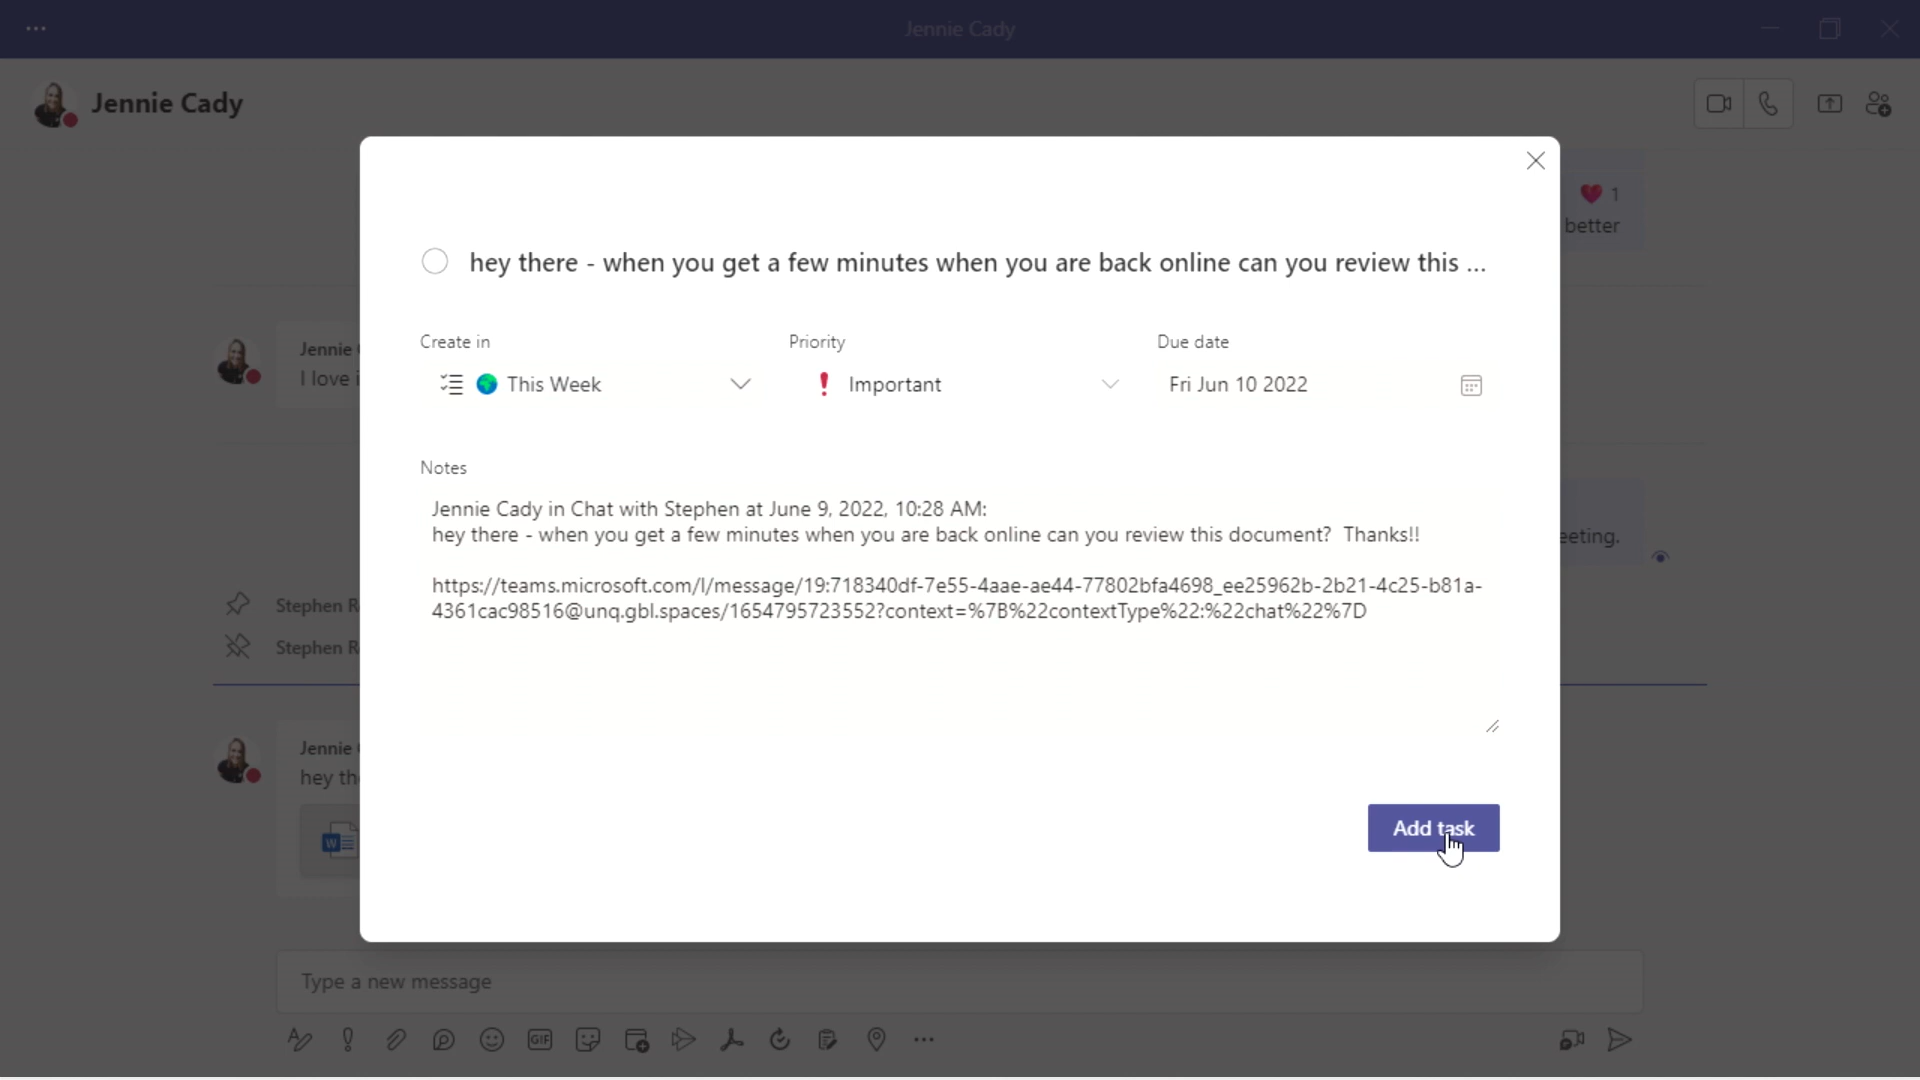 Jennie Cady
Jennie Cady
1
better
hey there - when you get a few minutes when you are back online can you review this ...
Create in
Priority
Due date
This Week
Important
Fri Jun 10 2022
Jennie
I love i
Notes
Jennie Cady in Chat with Stephen at June 9, 2022, 10:28 AM:
hey there - when you get a few minutes when you are back online can you review this document?  Thanks!!
eeting.
https://teams.microsoft.com/l/message/19:718340df-7e55-4aae-ae44-77802bfa4698_ee25962b-2b21-4c25-b81a-
4361cac98516@unq.gbl.spaces/1654795723552?context=%7B%22contextType%22:%22chat%22%7D
Stephen R
Stephen R
Jennie
hey th
W
Add task
Type a new message
GIF